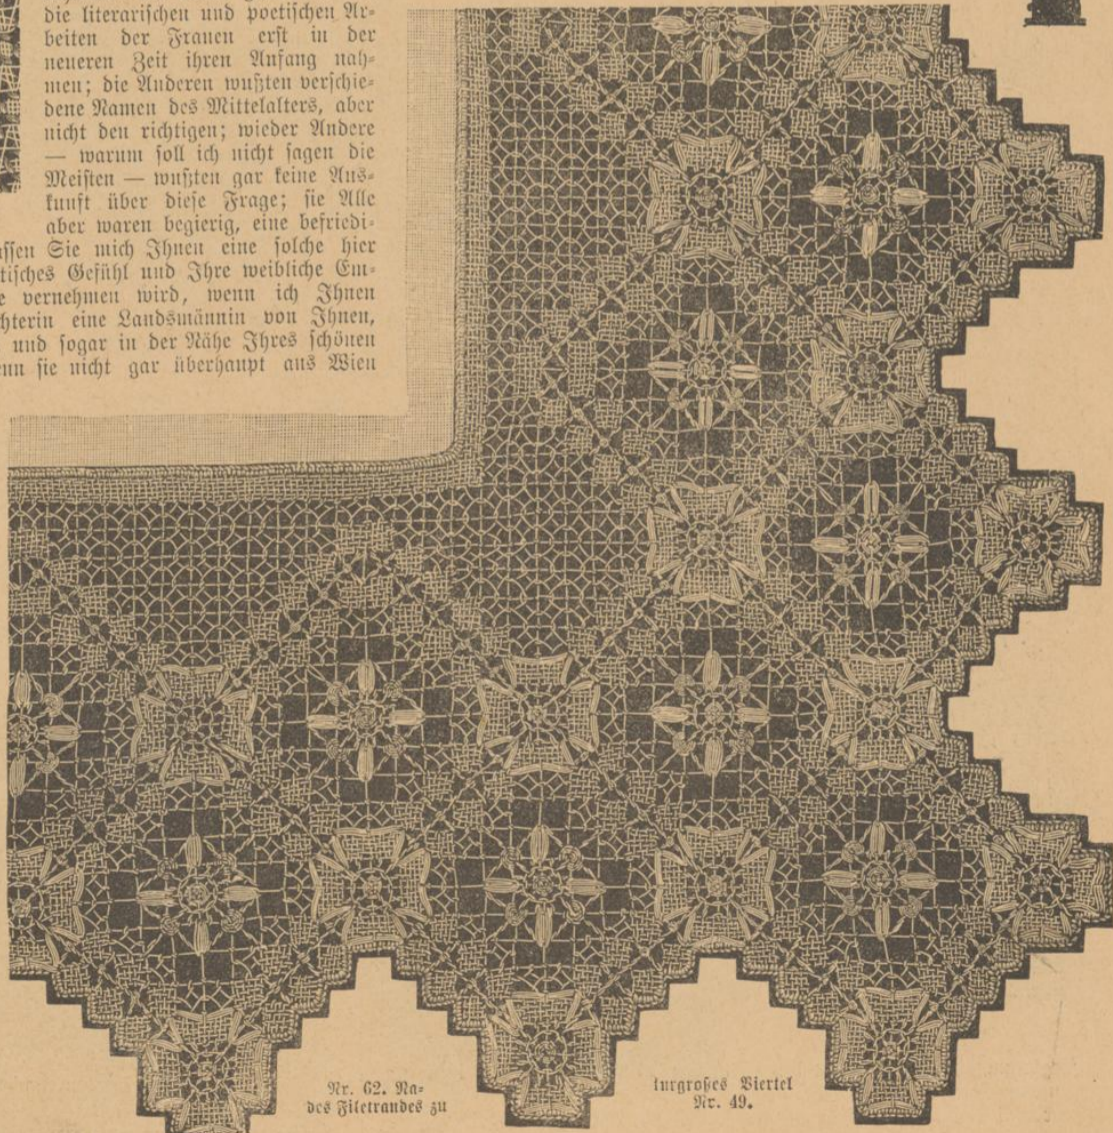 die literarischen und poetischen Ar-
beiten der Frauen erst in der
neueren Zeit ihren Anfang nah-
men; die Anderen wußten verschie-
dene Namen des Mittelalters, aber
nicht den richtigen; wieder Andere
— warum soll ich nicht sagen die
Meisten — wußten gar keine Aus-
kunft über diese Frage; sie Alle
aber waren begierig, eine befriedi-
ssen Sie mich Ihnen eine solche hier
tisches Gefühl und Ihre weibliche Em-
e vernehmen wird, wenn ich Ihnen
chterin eine Landsmännin von Ihnen,
und sogar in der Nähe Ihres schönen
nn sie nicht gar überhaupt aus Wien
Nr. 62. Na-
des Filetrandes zu
turgroßes Viertel
Nr. 49.